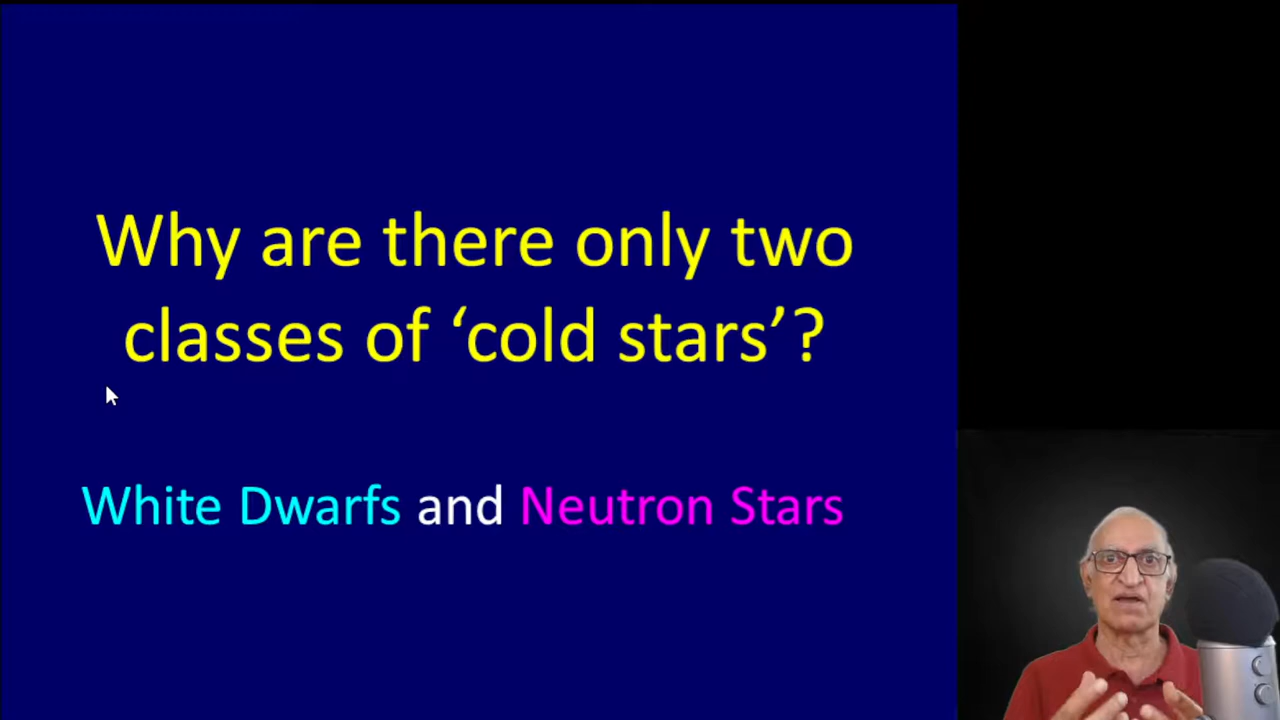 Why are there only two
classes of ‘cold stars’?
White Dwarfs and Neutron Stars